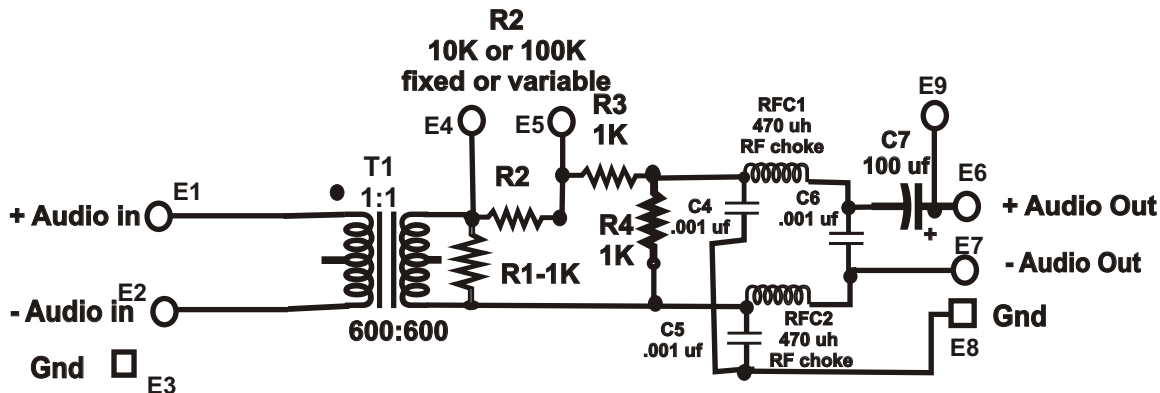 R2
10K or 100K
fixed or variable
E4
E5
R3
1K
RFC1
470 uh
RF choke
E9
C7
100 uf
E6
T1
1:1
R2
E1
+ Audio in
R4
1K
C4
.001 uf
C6
.001 uf
+
+ Audio Out
E7
- Audio Out
R1-1K
E2
- Audio in
600:600
C5
.001 uf
RFC2
470 uh
RF choke
Gnd
E8
Gnd
E3